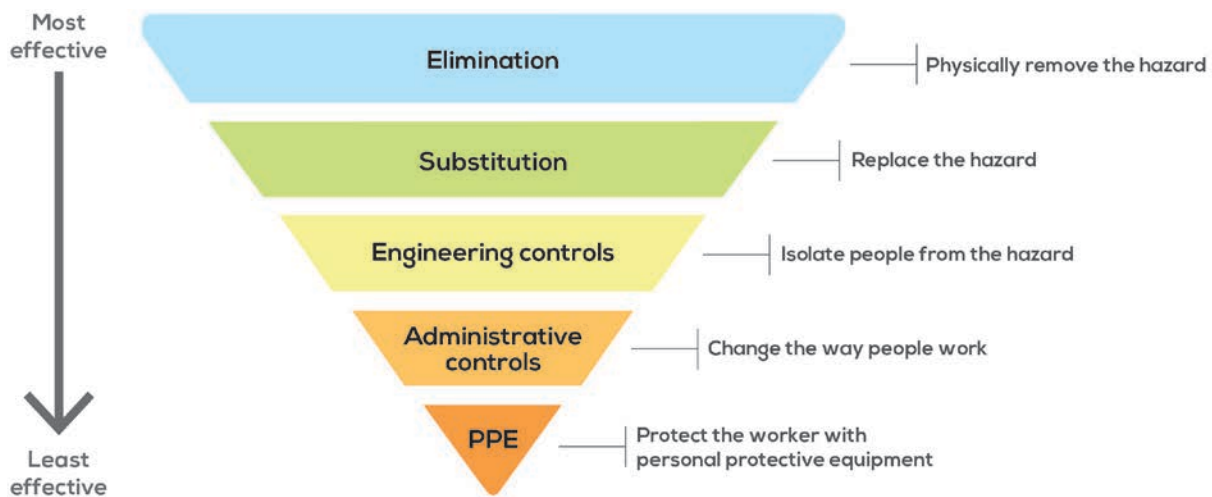 Most
effective
Elimination
Physically remove the hazard
Substitution
Replace the hazard
Engineering controls
Isolate people from the hazard
Administrative
controls
Change the way people work
PPE
Protect the worker with
personal protective equipment
Least
effective